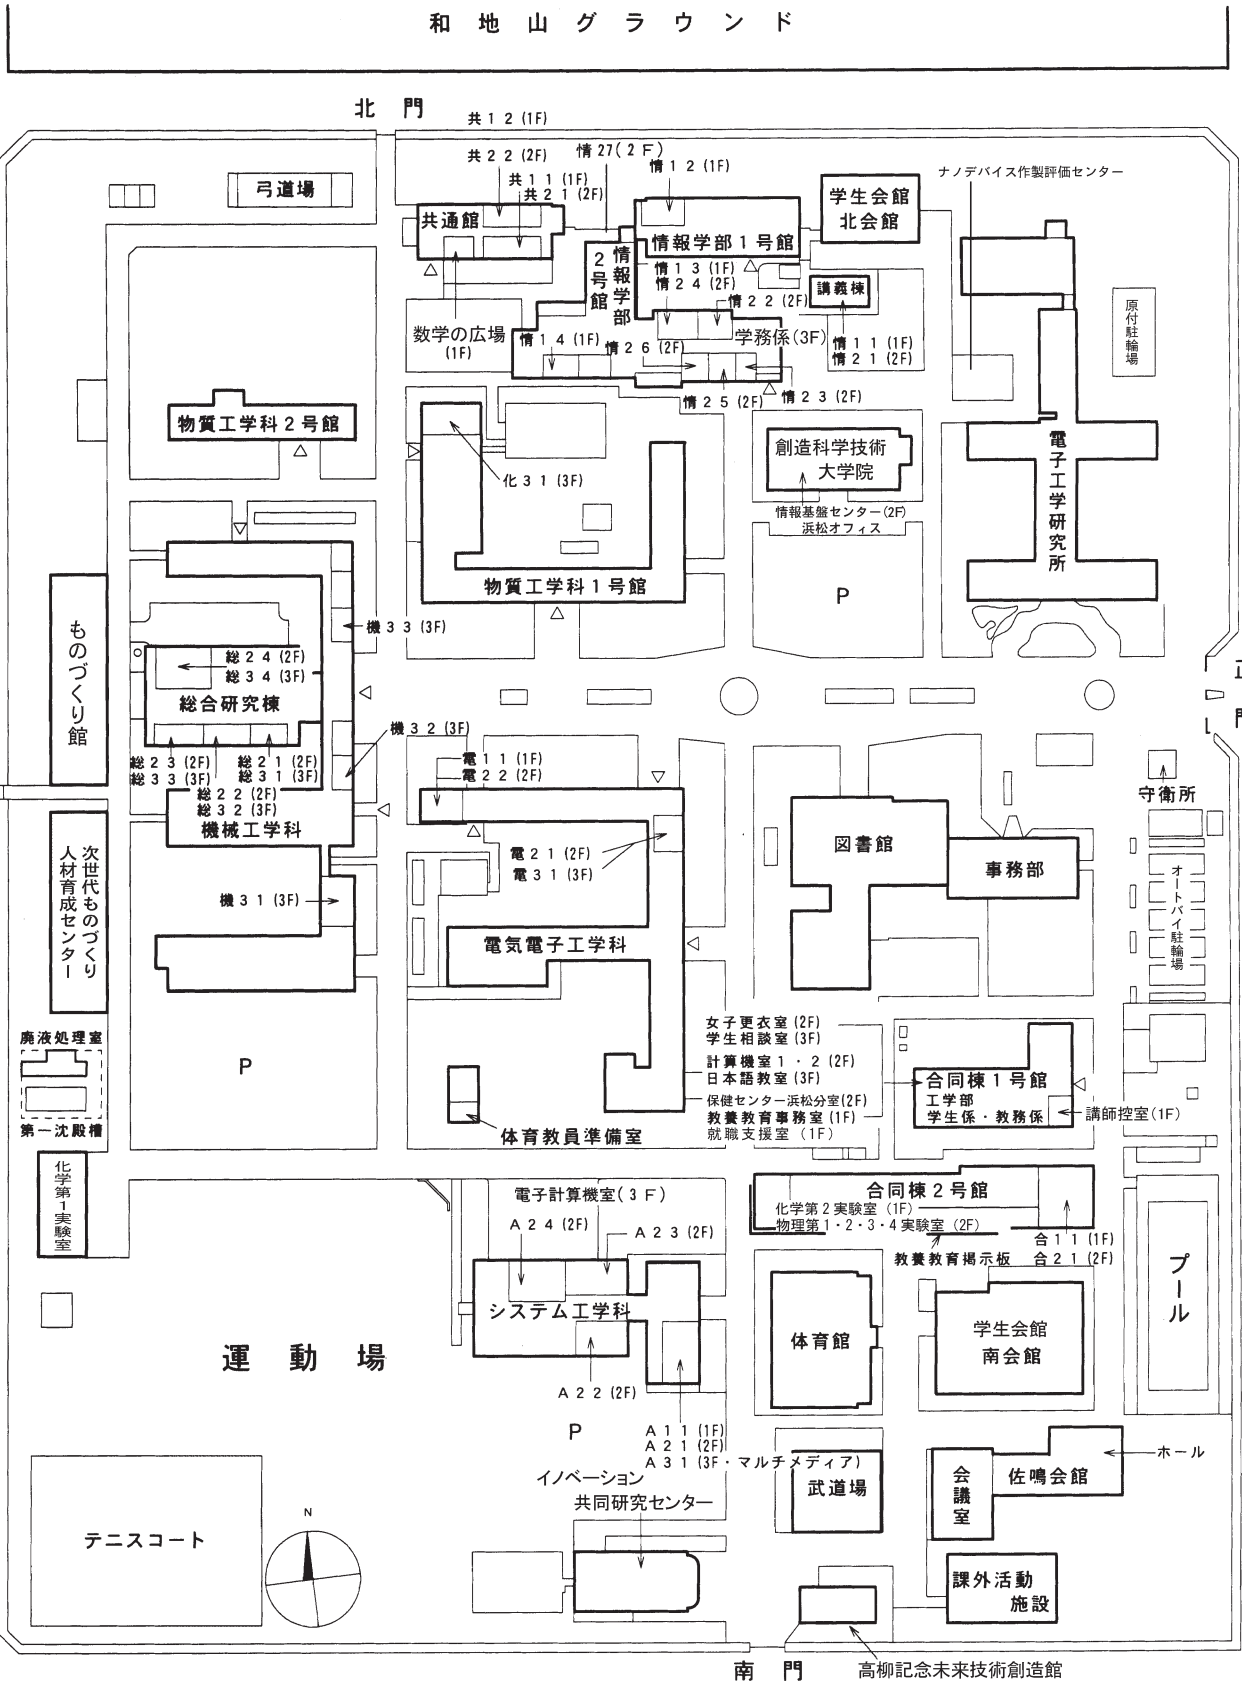 和地山グラウンド
北門
共12(1F)
共22(2F)
情27(2F)
情12(1F)
共11(1F)
共21(2F)
弓道場
共通館
情報学部1号館
学生会館
北会館
ナノデバイス作製評価センター
情報学部
2号館
情13(1F)
情24(2F)
情22(2F)
講義棟
原付駐輪場
数学の広場
(1F)
情14(1F)
情26(2F)
学務係(3F)
情11(1F)
情21(2F)
情25(2F)
情23(2F)
物質工学科2号館
化31(3F)
創造科学技術
大学院
情報基盤センター(2F)
浜松オフィス
電子工学研究所
物質工学科1号館
P
ものづくり館
機33(3F)
総24(2F)
総34(3F)
総合研究棟
総23(2F)
総33(3F)
総21(2F)
総31(3F)
総22(2F)
総32(3F)
機械工学科
機32(3F)
正門
電11(1F)
電22(2F)
電21(2F)
電31(3F)
図書館
事務部
守衛所
オートバイ駐輪場
次世代ものづくり
人材育成センター
機31(3F)
電気電子工学科
廃液処理室
第一沈殿槽
P
女子更衣室(2F)
学生相談室(3F)
計算機室1・2(2F)
日本語教室(3F)
保健センター浜松分室(2F)
教養教育事務室(1F)
就職支援室(1F)
合同棟1号館
工学部
学生係・教務係
講師控室(1F)
体育教員準備室
化学第1実験室
電子計算機室(3F)
A24(2F)
A23(2F)
合同棟2号館
化学第2実験室(1F)
物理第1・2・3・4実験室(2F)
教養教育掲示板
合11(1F)
合21(2F)
プール
システム工学科
A22(2F)
体育館
学生会館
南会館
運動場
P
A11(1F)
A21(2F)
A31(3F・マルチメディア)
イノベーション
共同研究センター
武道場
会議室
佐鳴会館
ホール
テニスコート
N
課外活動
施設
南門
高柳記念未来技術創造館